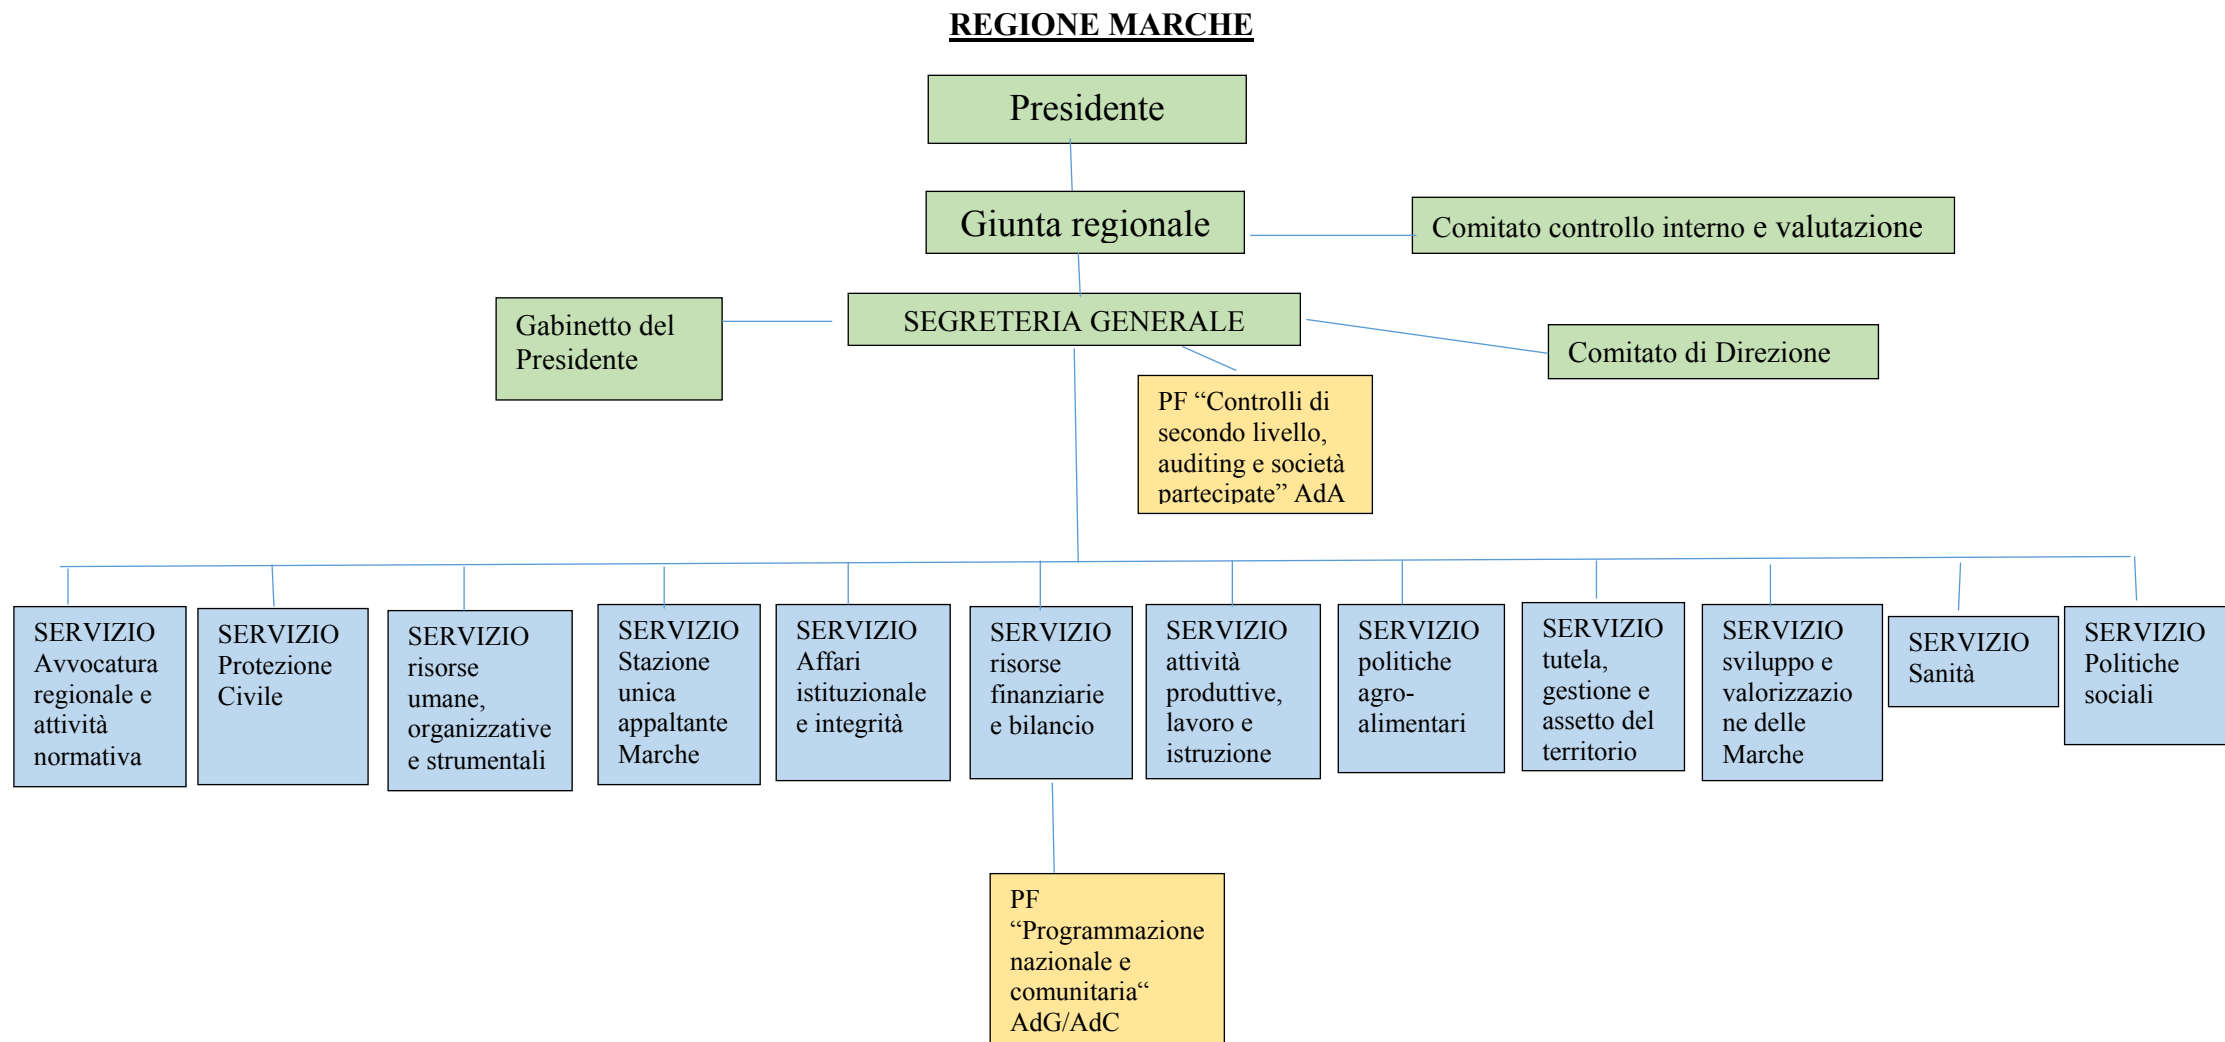 REGIONE MARCHE
Presidente
Giunta regionale
Comitato controllo interno e valutazione
Gabinetto del
Presidente
SEGRETERIA GENERALE
Comitato di Direzione
PF “Controlli di
secondo livello,
auditing e società
partecipate” AdA
SERVIZIO
Avvocatura
regionale e
attività
normativa
SERVIZIO
Protezione
Civile
SERVIZIO
risorse
umane,
organizzative
e strumentali
SERVIZIO
Stazione
unica
appaltante
Marche
SERVIZIO
Affari
istituzionale
e integrità
SERVIZIO
risorse
finanziarie
e bilancio
SERVIZIO
attività
produttive,
lavoro e
istruzione
SERVIZIO
politiche
agro-
alimentari
SERVIZIO
tutela,
gestione e
assetto del
territorio
SERVIZIO
sviluppo e
valorizzazio
ne delle
Marche
SERVIZIO
Sanità
SERVIZIO
Politiche
sociali
PF
“Programmazione
nazionale e
comunitaria“
AdG/AdC